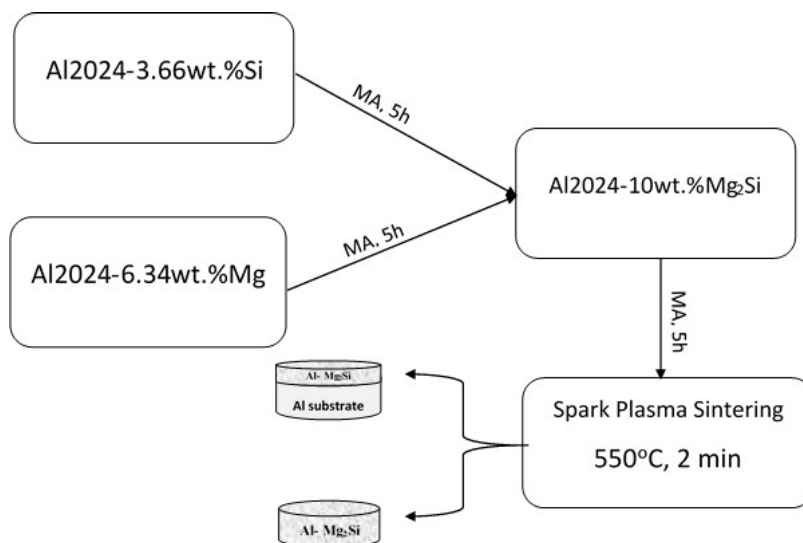 Al2024-3.66wt.%Si
MA, 5h
Al2024-10wt.%Mg₂Si
Al2024-6.34wt.%Mg
MA, 5h
MA, 5h
Al- Mg₂Si
Al substrate
Spark Plasma Sintering
550°C, 2 min
Al- Mg₂Si